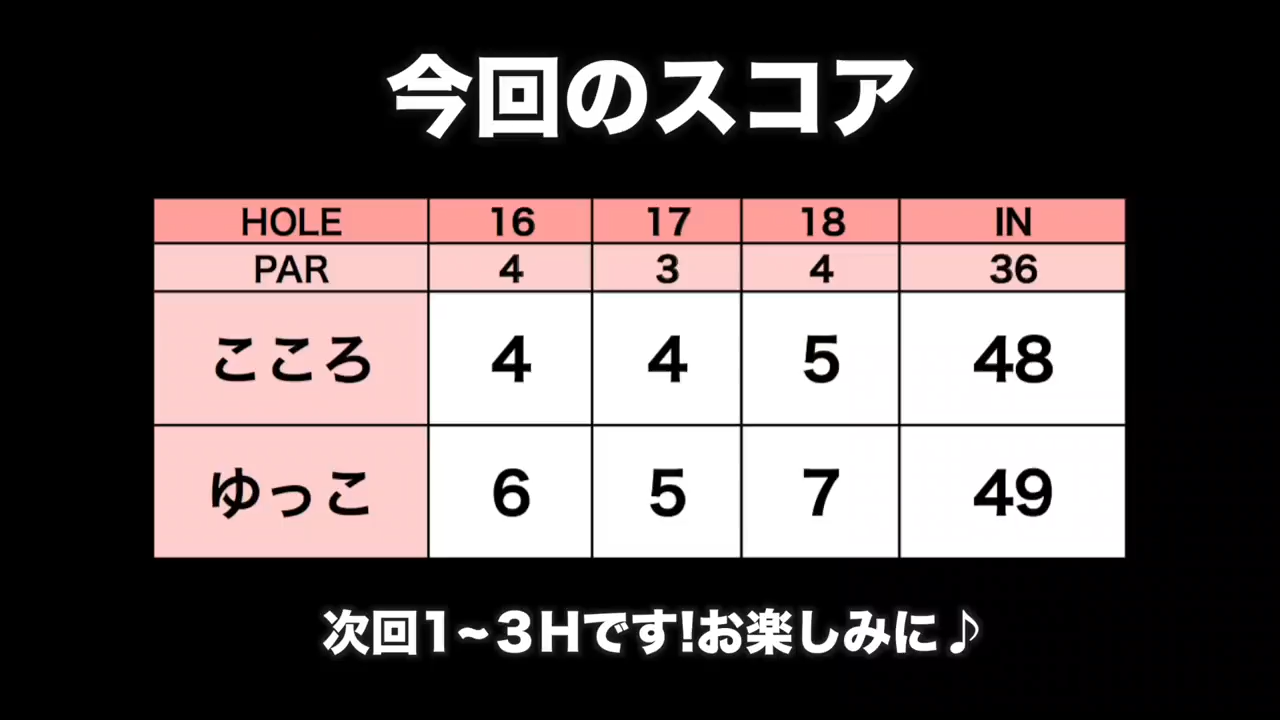 今回のスコア
HOLE 16 17 18 IN
PAR 4 3 4 36
こころ 4 4 5 48
ゆっこ 6 5 7 49
次回1~3Hです!お楽しみに♪